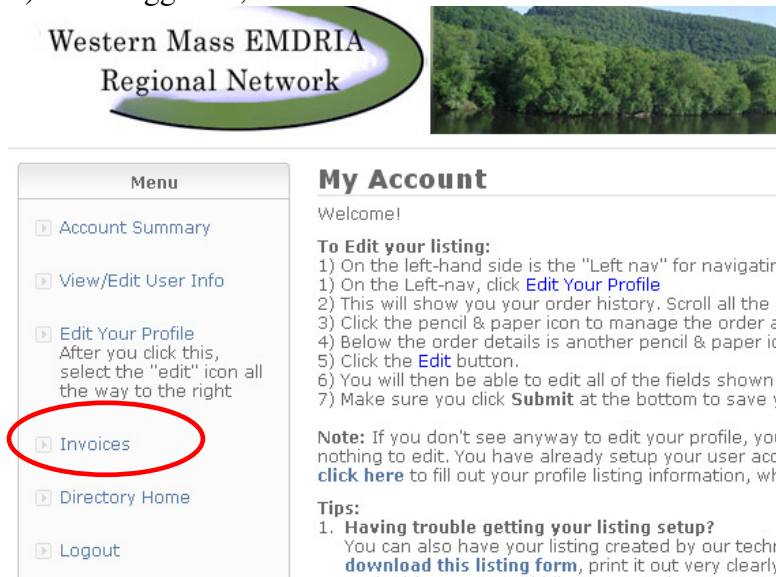 Western Mass EMDRIA
Regional Network
Menu
Account Summary
View/Edit User Info
Edit Your Profile
After you click this,
select the "edit" icon all
the way to the right
Invoices
Directory Home
Logout
My Account
Welcome!
To Edit your listing:
1) On the left-hand side is the "Left nav" for
1) On the Left-nav, click Edit Your Profile
2) This will show you your order history. Scroll all the
3) Click the pencil & paper icon to manage the order
4) Below the order details is another pencil & paper
5) Click the Edit button.
6) You will then be able to edit all of the fields shown
7) Make sure you click Submit at the bottom to save
Note: If you don't see anyway to edit your profile,
nothing to edit. You have already setup your user
click here to fill out your profile listing information,
Tips:
1. Having trouble getting your listing setup?
You can also have your listing created by our
download this listing form, print it out very clearly